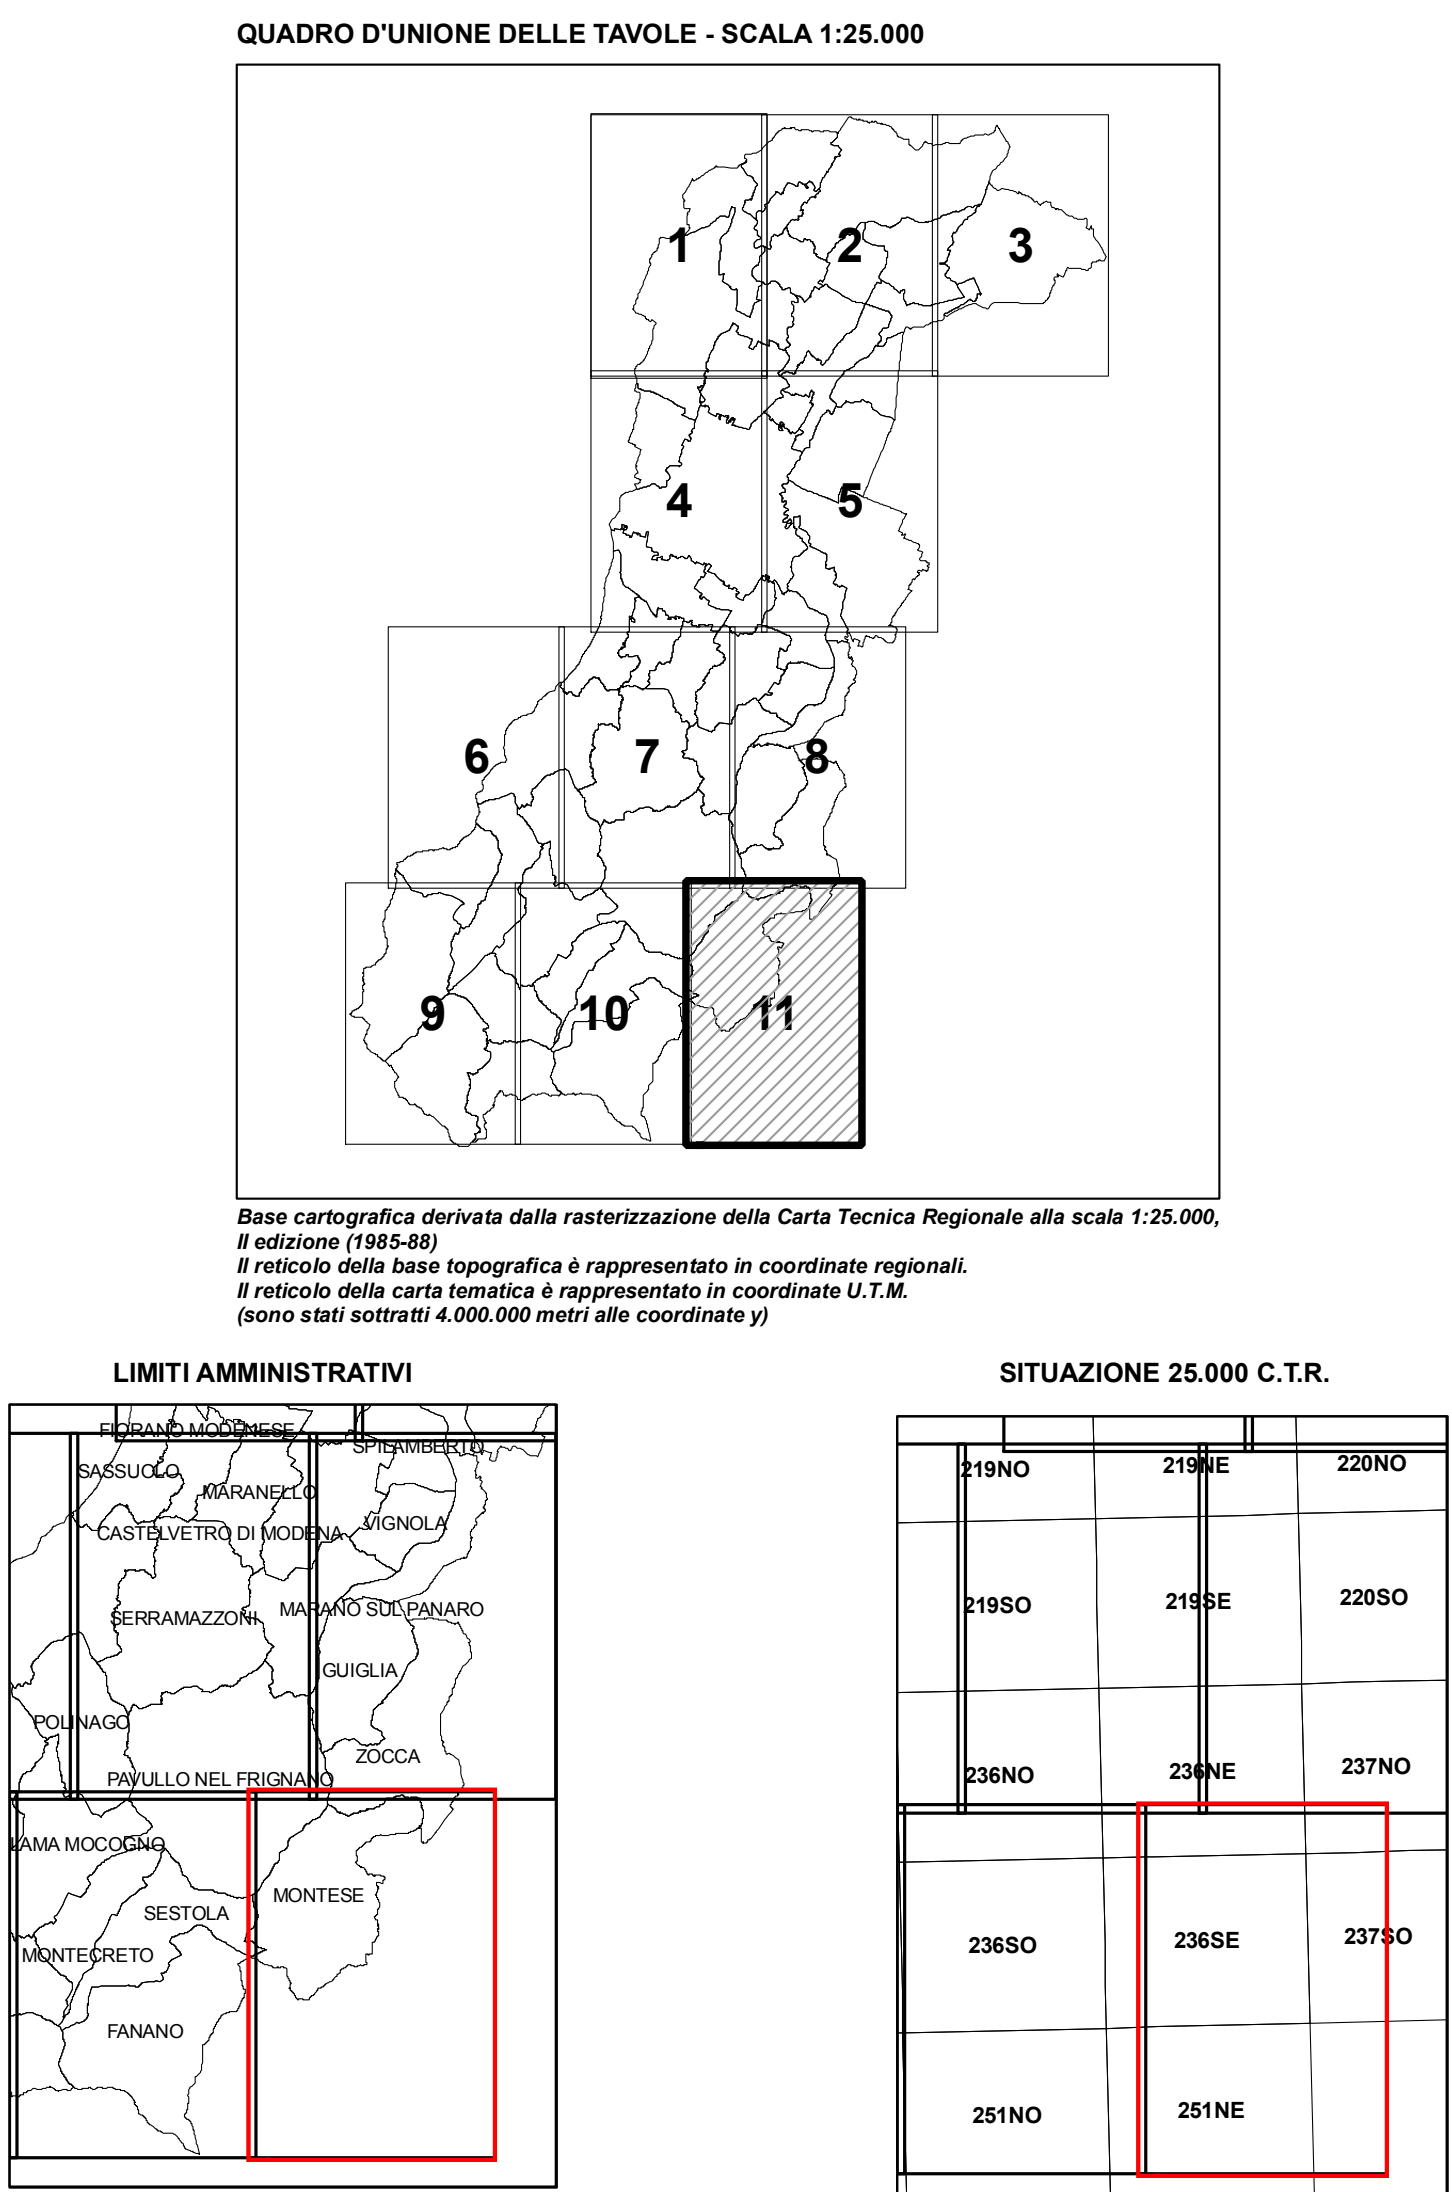 QUADRO D'UNIONE DELLE TAVOLE - SCALA 1:25.000
1
2
3
4
5
6
7
8
9
10
11
Base cartografica derivata dalla rasterizzazione della Carta Tecnica Regionale alla scala 1:25.000,
II edizione (1985-88)
Il reticolo della base topografica è rappresentato in coordinate regionali.
Il reticolo della carta tematica è rappresentato in coordinate U.T.M.
(sono stati sottratti 4.000.000 metri alle coordinate y)
LIMITI AMMINISTRATIVI
FIORANO MODENESE
SPILAMBERTO
SASSUOLO
MARANELLO
VIGNOLA
CASTELVETRO DI MODENA
MARANO SUL PANARO
SERRAMAZZONI
GUIGLIA
POLINAGO
ZOCCA
PAVULLO NEL FRIGNANO
LAMA MOCOGNO
MONTESE
SESTOLA
MONTECRETO
FANANO
SITUAZIONE 25.000 C.T.R.
219NO
219NE
220NO
219SO
219SE
220SO
236NO
236NE
237NO
236SO
236SE
237SO
251NO
251NE